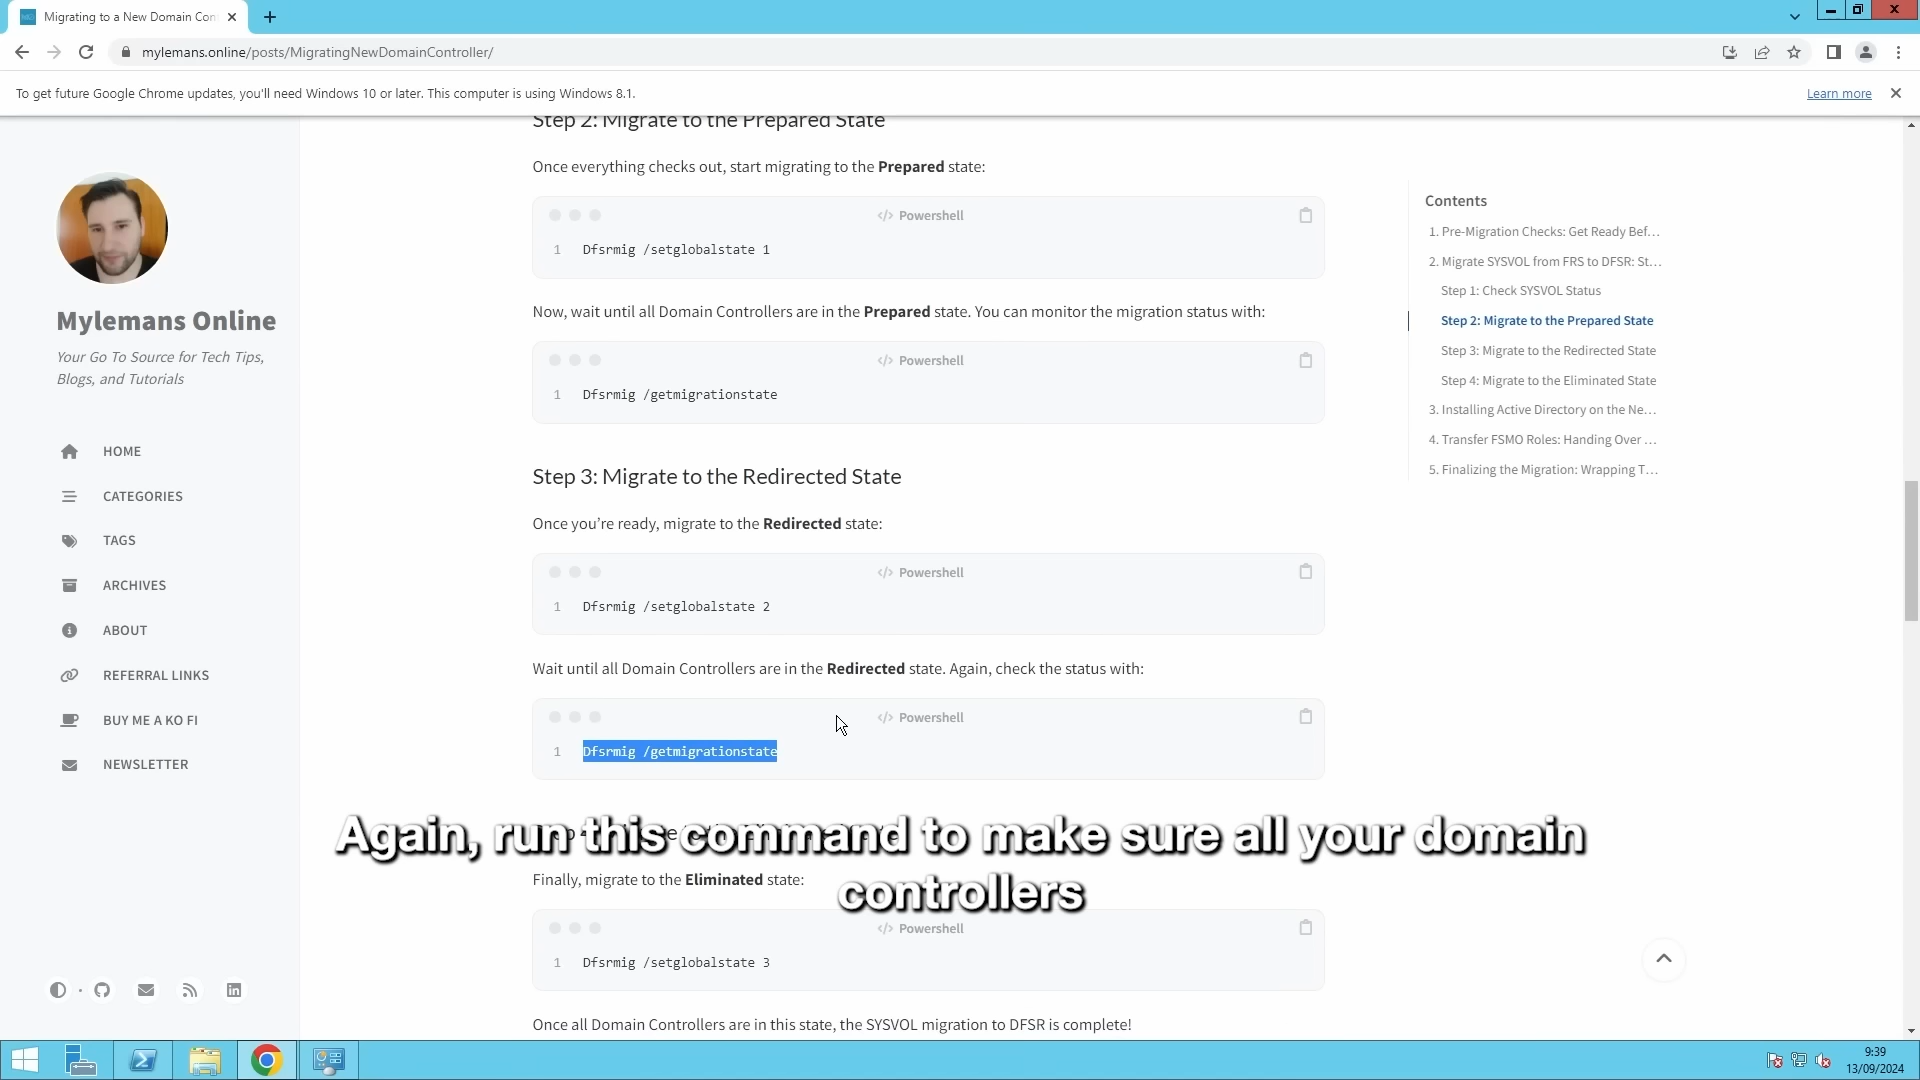 Migrating to a New Domain Con
mylemans.online/posts/MigratingNewDomainController/
To get future Google Chrome updates, you'll need Windows 10 or later. This computer is using Windows 8.1.
Learn more
Mylemans Online
Your Go To Source for Tech Tips,
Blogs, and Tutorials
HOME
CATEGORIES
TAGS
ARCHIVES
ABOUT
REFERRAL LINKS
BUY ME A KO FI
NEWSLETTER
Step 2: Migrate to the Prepared State
Once everything checks out, start migrating to the Prepared state:
</> Powershell
1 Dfsrmig /setglobalstate 1
Now, wait until all Domain Controllers are in the Prepared state. You can monitor the migration status with:
</> Powershell
1 Dfsrmig /getmigrationstate
Step 3: Migrate to the Redirected State
Once you're ready, migrate to the Redirected state:
</> Powershell
1 Dfsrmig /setglobalstate 2
Wait until all Domain Controllers are in the Redirected state. Again, check the status with:
</> Powershell
1 Dfsrmig /getmigrationstate
Again, run this command to make sure all your domain
controllers
Finally, migrate to the Eliminated state:
</> Powershell
1 Dfsrmig /setglobalstate 3
Once all Domain Controllers are in this state, the SYSVOL migration to DFSR is complete!
Contents
1. Pre-Migration Checks: Get Ready Bef...
2. Migrate SYSVOL from FRS to DFSR: St...
Step 1: Check SYSVOL Status
Step 2: Migrate to the Prepared State
Step 3: Migrate to the Redirected State
Step 4: Migrate to the Eliminated State
3. Installing Active Directory on the Ne...
4. Transfer FSMO Roles: Handing Over ...
5. Finalizing the Migration: Wrapping T...
9:39
13/09/2024